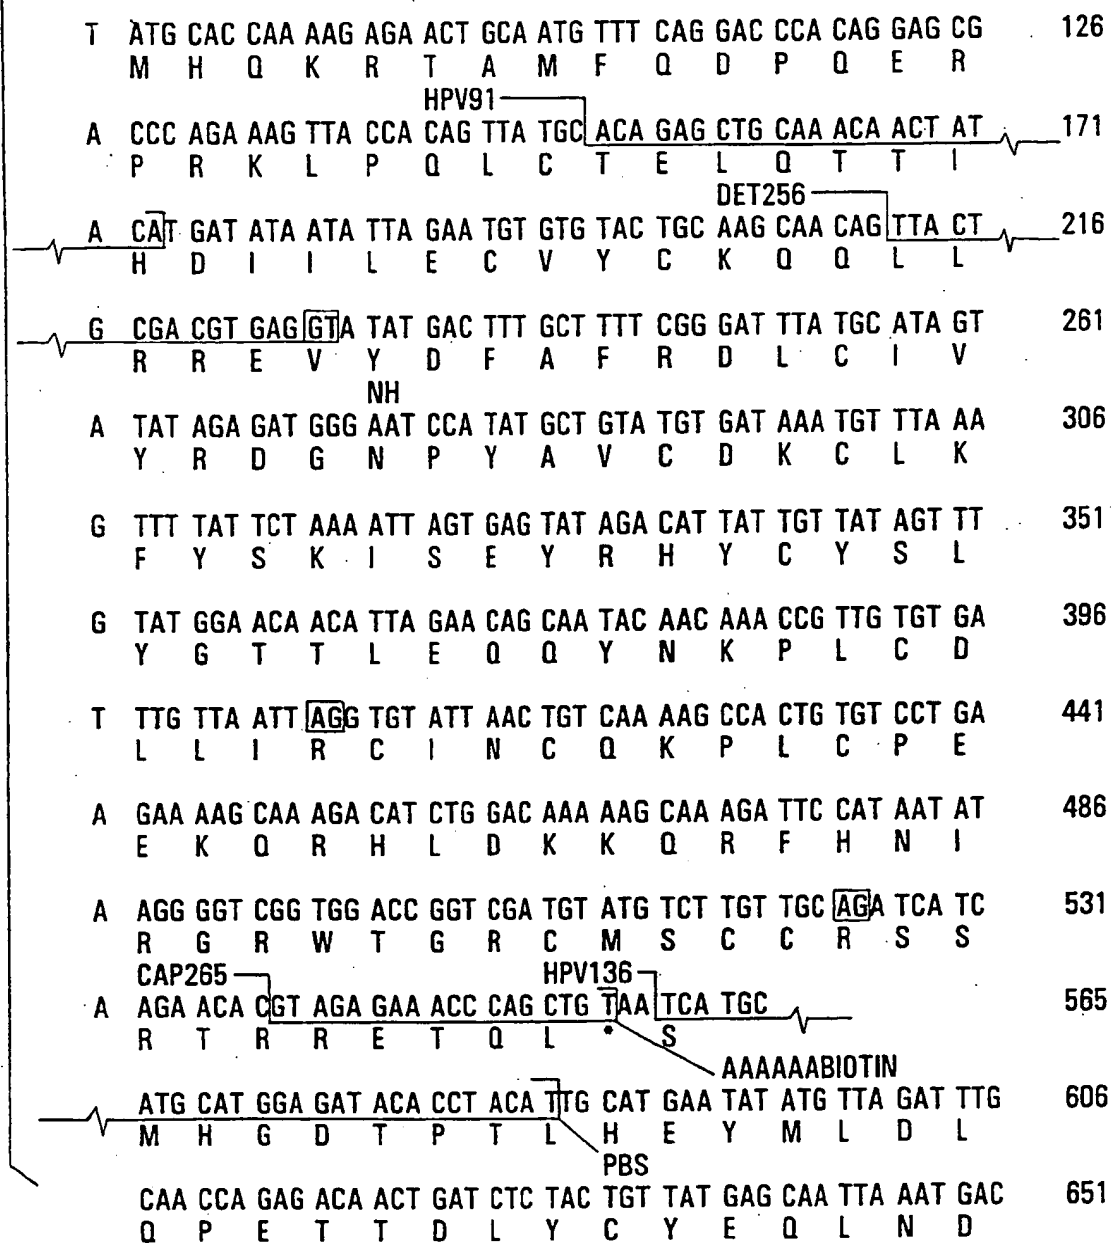 T ATG CAC CAA AAG AGA ACT GCA ATG TTT CAG GAC CCA CAG GAG CG 126
M H Q K R T A M F Q D P Q E R
HPV91
A CCC AGA AAG TTA CCA CAG TTA TGC ACA GAG CTG CAA ACA ACT AT 171
P R K L P Q L C T E L Q T T I
DET256
A CAT GAT ATA ATA TTA GAA TGT GTG TAC TGC AAG CAA CAG TTA CT 216
H D I I L E C V Y C K Q Q L L
G CGA CGT GAG GTA TAT GAC TTT GCT TTT CGG GAT TTA TGC ATA GT 261
R R E V Y D F A F R D L C I V
NH
A TAT AGA GAT GGG AAT CCA TAT GCT GTA TGT GAT AAA TGT TTA AA 306
Y R D G N P Y A V C D K C L K
G TTT TAT TCT AAA ATT AGT GAG TAT AGA CAT TAT TGT TAT AGT TT 351
F Y S K I S E Y R H Y C Y S L
G TAT GGA ACA ACA TTA GAA CAG CAA TAC AAC AAA CCG TTG TGT GA 396
Y G T T L E Q Q Y N K P L C D
T TTG TTA ATT AGG TGT ATT AAC TGT CAA AAG CCA CTG TGT CCT GA 441
L L I R C I N C Q K P L C P E
A GAA AAG CAA AGA CAT CTG GAC AAA AAG CAA AGA TTC CAT AAT AT 486
E K Q R H L D K K Q R F H N I
A AGG GGT CGG TGG ACC GGT CGA TGT ATG TCT TGT TGC AGA TCA TC 531
R G R W T G R C M S C C R S S
CAP265 HPV136
A AGA ACA CGT AGA GAA ACC CAG CTG TAA TCA TGC 565
R T R R E T Q L * S
AAAAAABIOTIN
ATG CAT GGA GAT ACA CCT ACA TTG CAT GAA TAT ATG TTA GAT TTG 606
M H G D T P T L H E Y M L D L
PBS
CAA CCA GAG ACA ACT GAT CTC TAC TGT TAT GAG CAA TTA AAT GAC 651
Q P E T T D L Y C Y E Q L N D